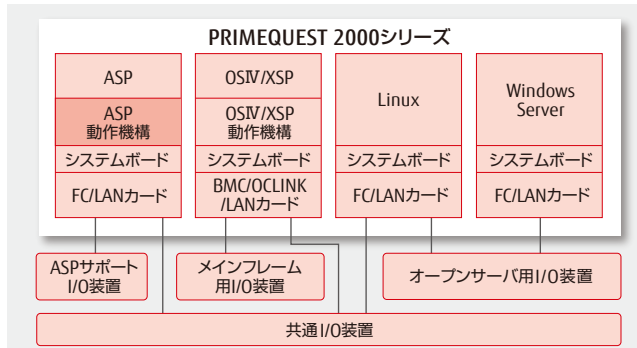 PRIMEQUEST 2000シリーズ
ASP
ASP
動作機構
システムボード
FC/LANカード
OSⅣ/XSP
OSⅣ/XSP
動作機構
システムボード
BMC/OCLINK
/LANカード
Linux
システムボード
FC/LANカード
Windows
Server
システムボード
FC/LANカード
ASPサポート
I/O装置
メインフレーム
用I/O装置
オープンサーバ用I/O装置
共通I/O装置